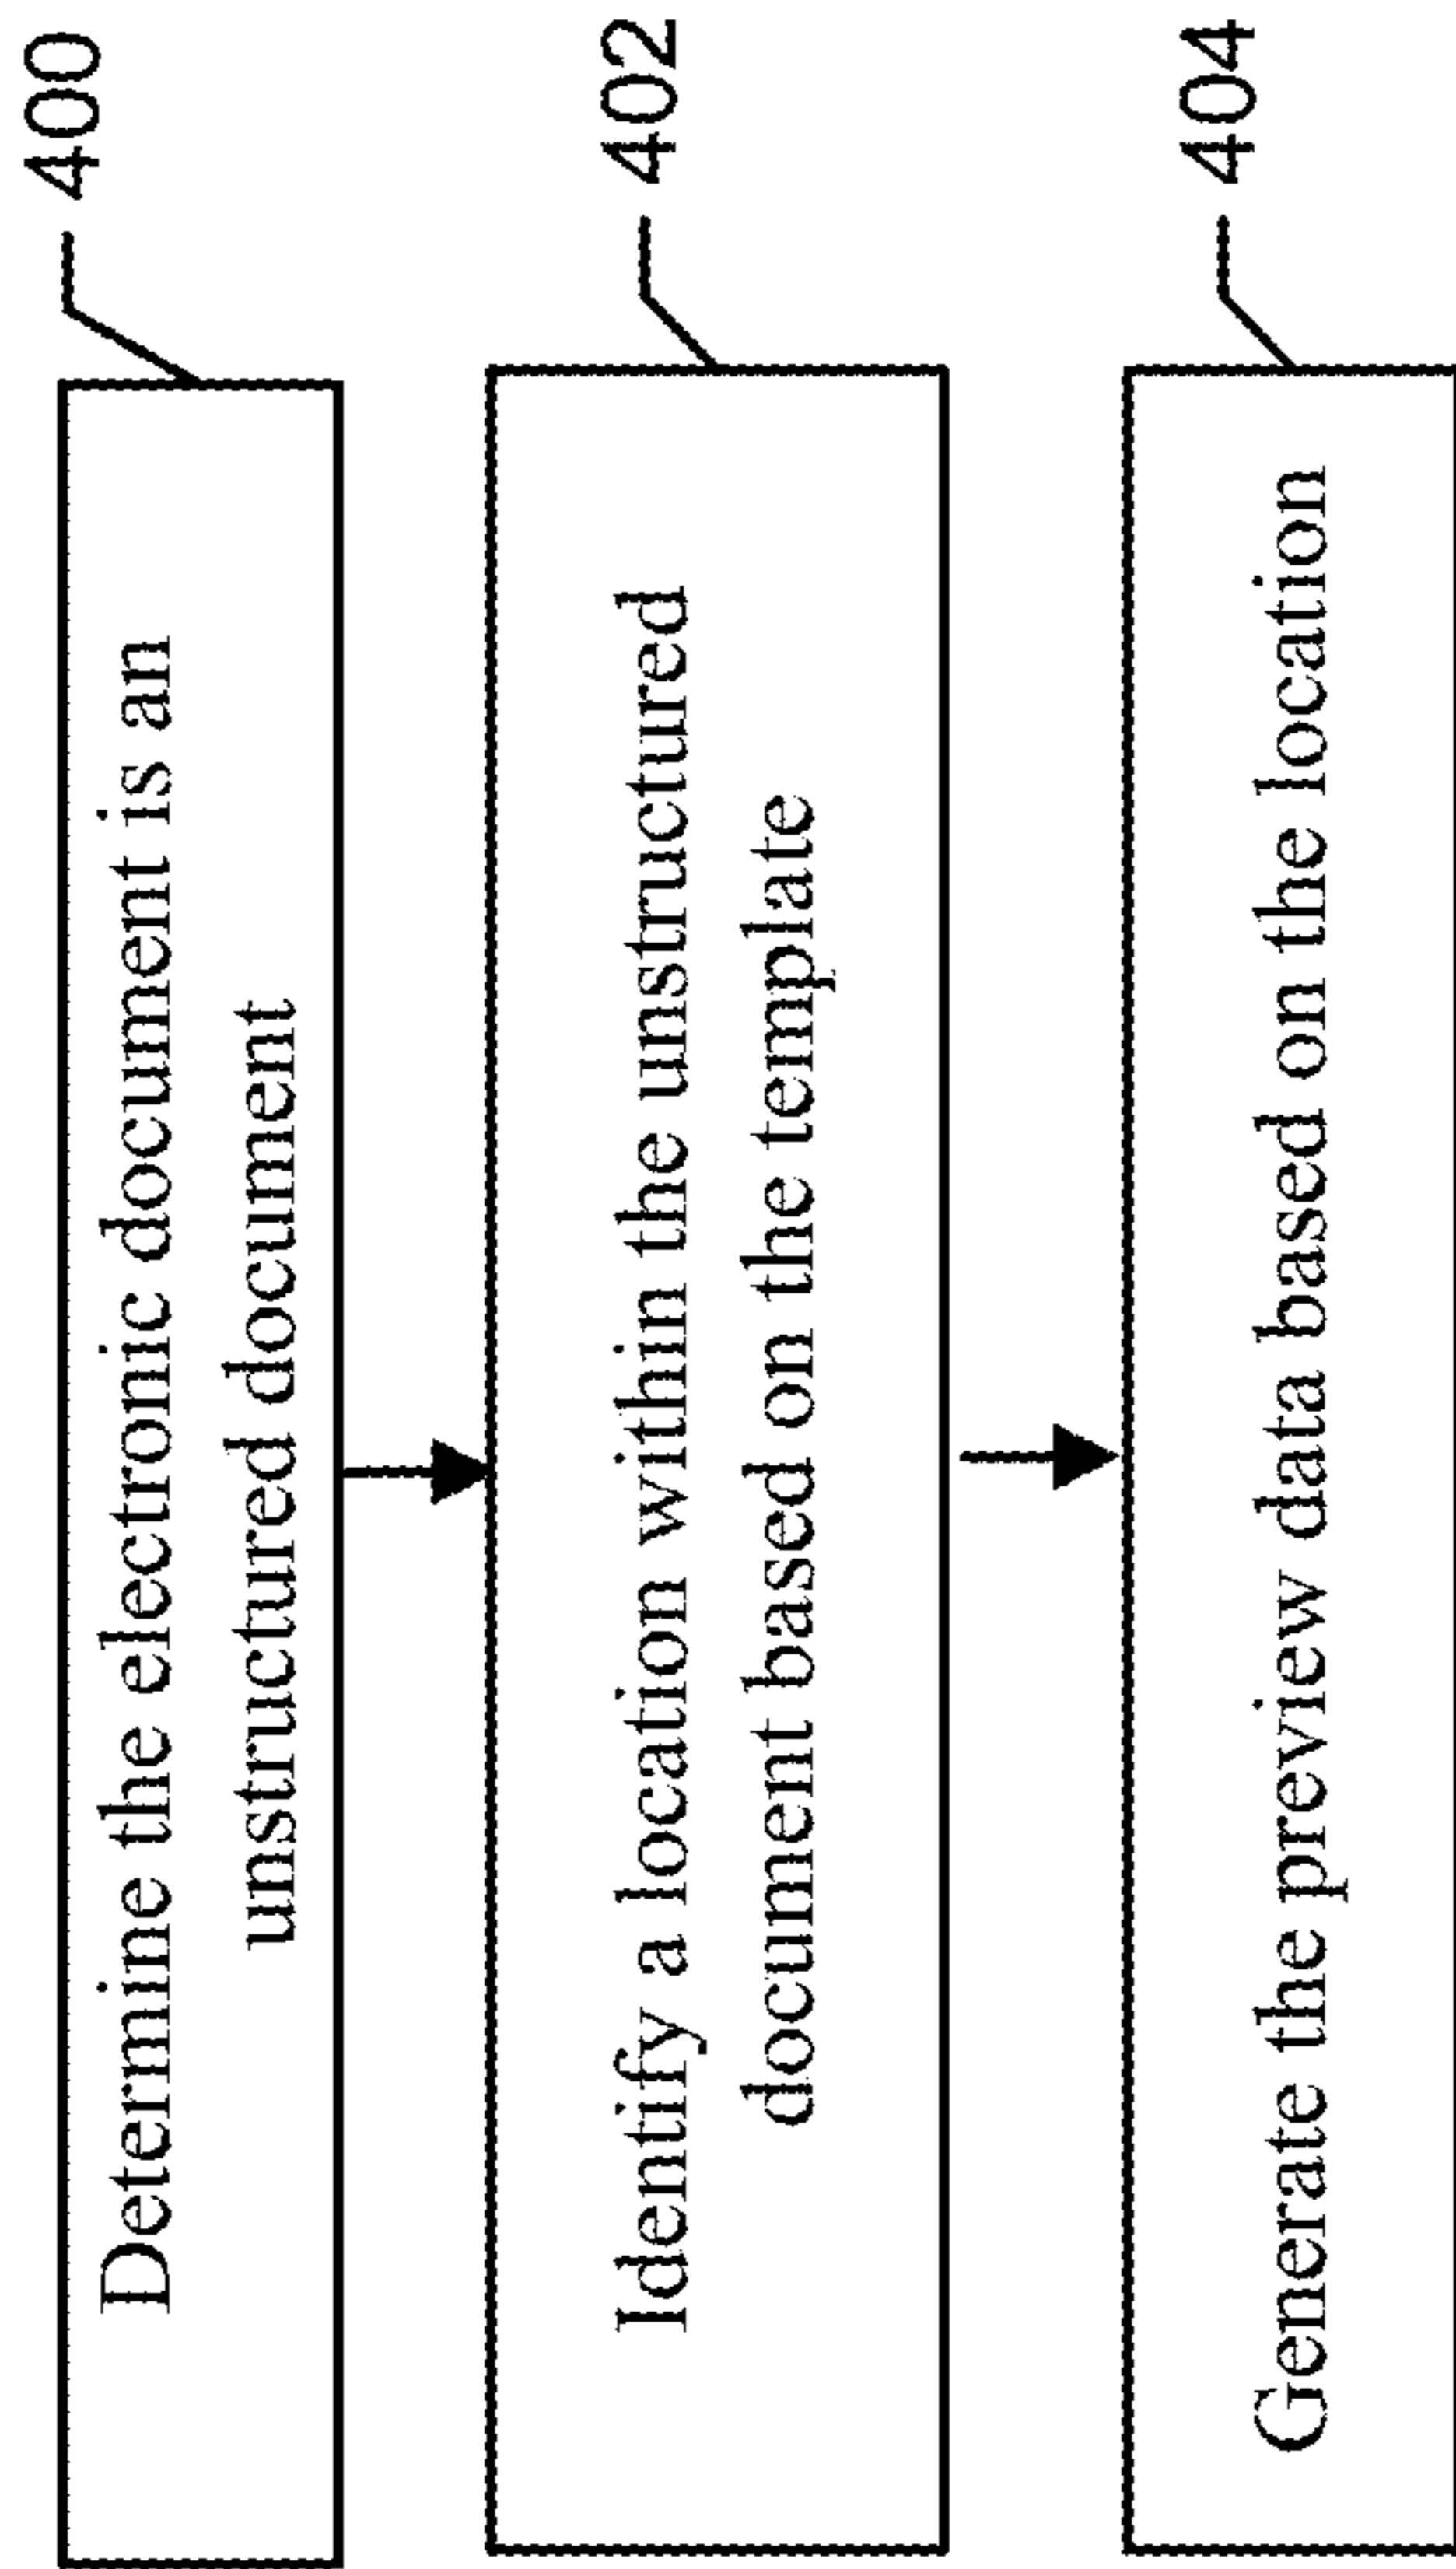 Determine the electronic document is an
unstructured document
400
Identify a location within the unstructured
document based on the template
402
Generate the preview data based on the location
404